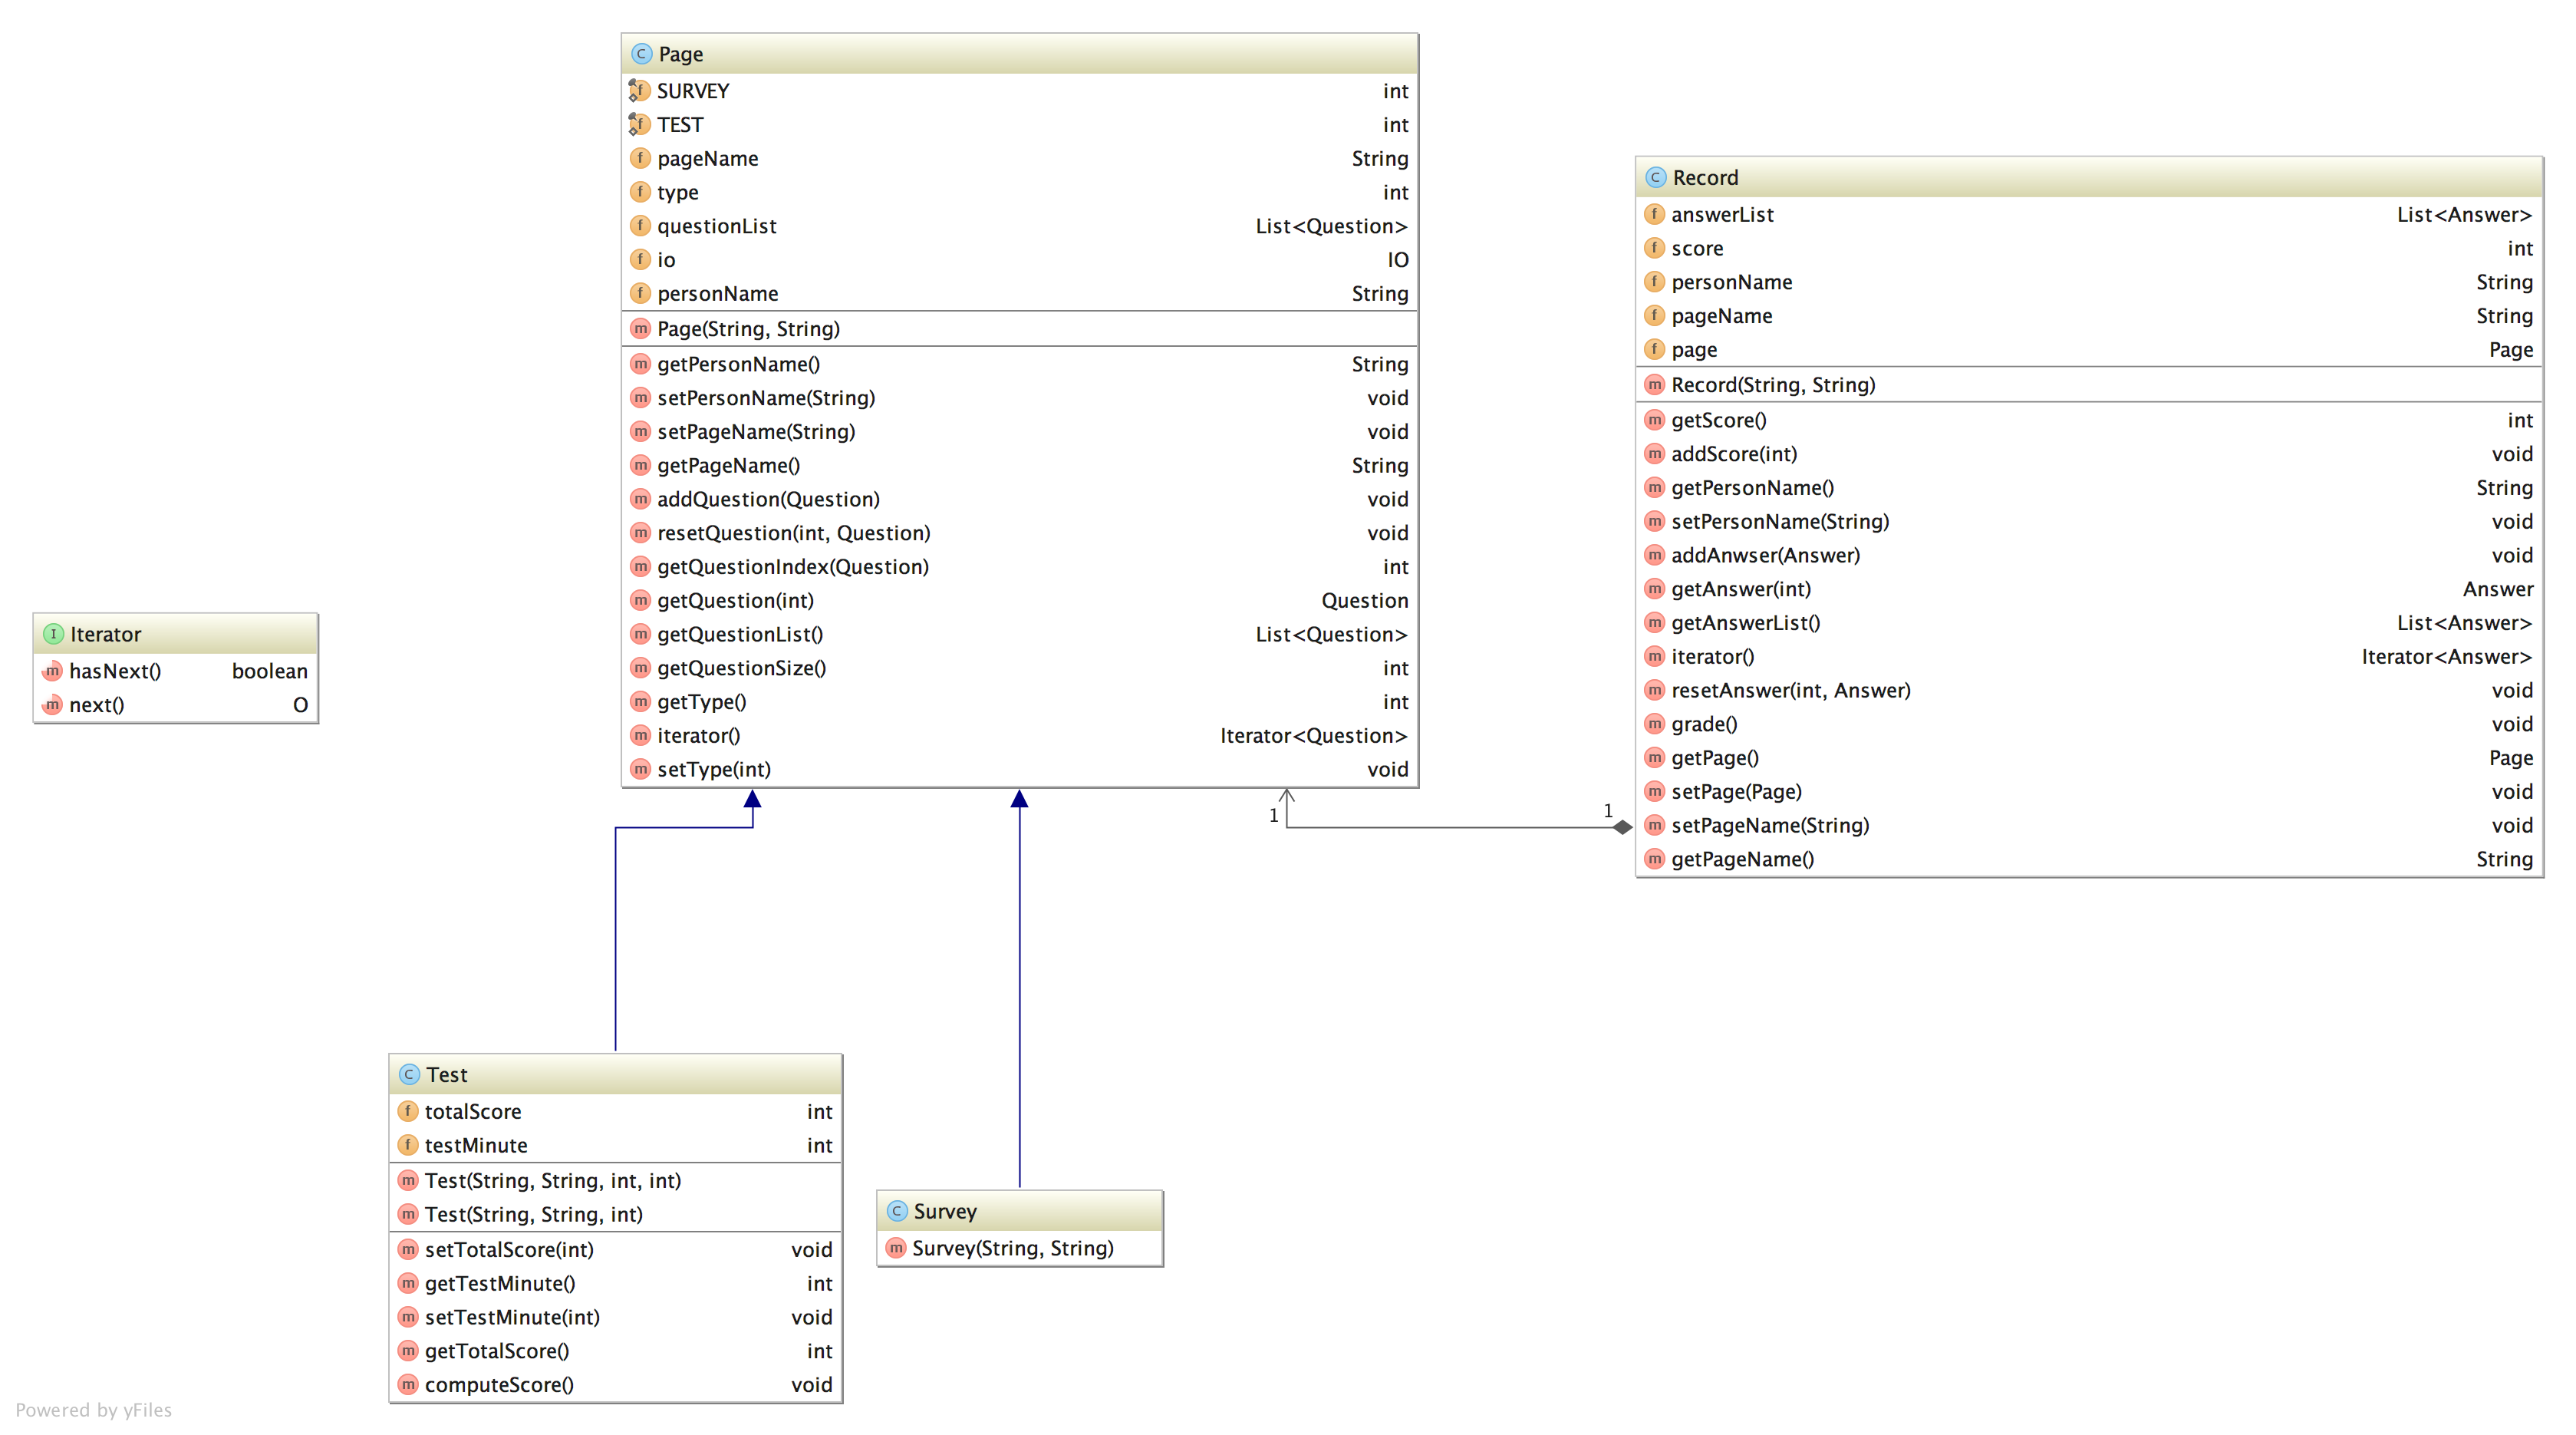 Page
SURVEY int
TEST int
pageName String
type int
questionList List<Question>
io IO
personName String
Page(String, String)
getPersonName() String
setPersonName(String) void
setPageName(String) void
getPageName() String
addQuestion(Question) void
resetQuestion(int, Question) void
getQuestionIndex(Question) int
getQuestion(int) Question
getQuestionList() List<Question>
getQuestionSize() int
getType() int
iterator() Iterator<Question>
setType(int) void
Record
answerList List<Answer>
score int
personName String
pageName String
page Page
Record(String, String)
getScore() int
addScore(int) void
getPersonName() String
setPersonName(String) void
addAnwser(Answer) void
getAnswer(int) Answer
getAnswerList() List<Answer>
iterator() Iterator<Answer>
resetAnswer(int, Answer) void
grade() void
getPage() Page
setPage(Page) void
setPageName(String) void
getPageName() String
Iterator
hasNext() boolean
next() O
1
1
Test
totalScore int
testMinute int
Test(String, String, int, int)
Test(String, String, int)
setTotalScore(int) void
getTestMinute() int
setTestMinute(int) void
getTotalScore() int
computeScore() void
Survey
Survey(String, String)
Powered by yFiles